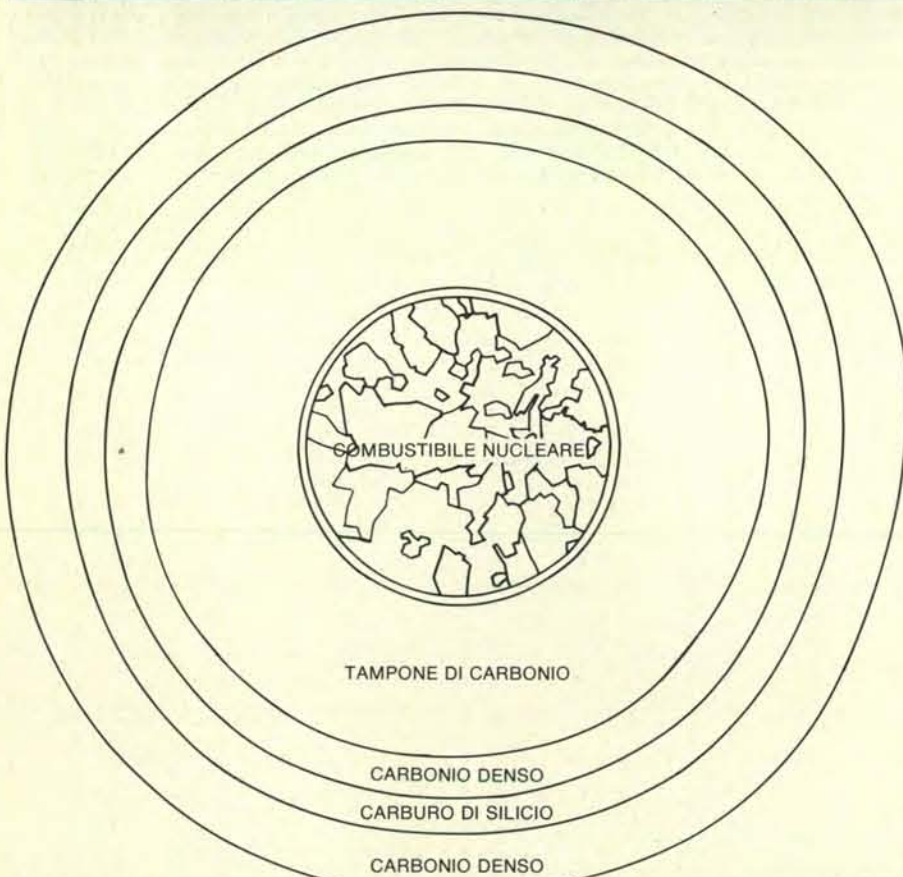 COMBUSTIBILE NUCLEARE
TAMPONE DI CARBONIO
CARBONIO DENSO
CARBURO DI SILICIO
CARBONIO DENSO